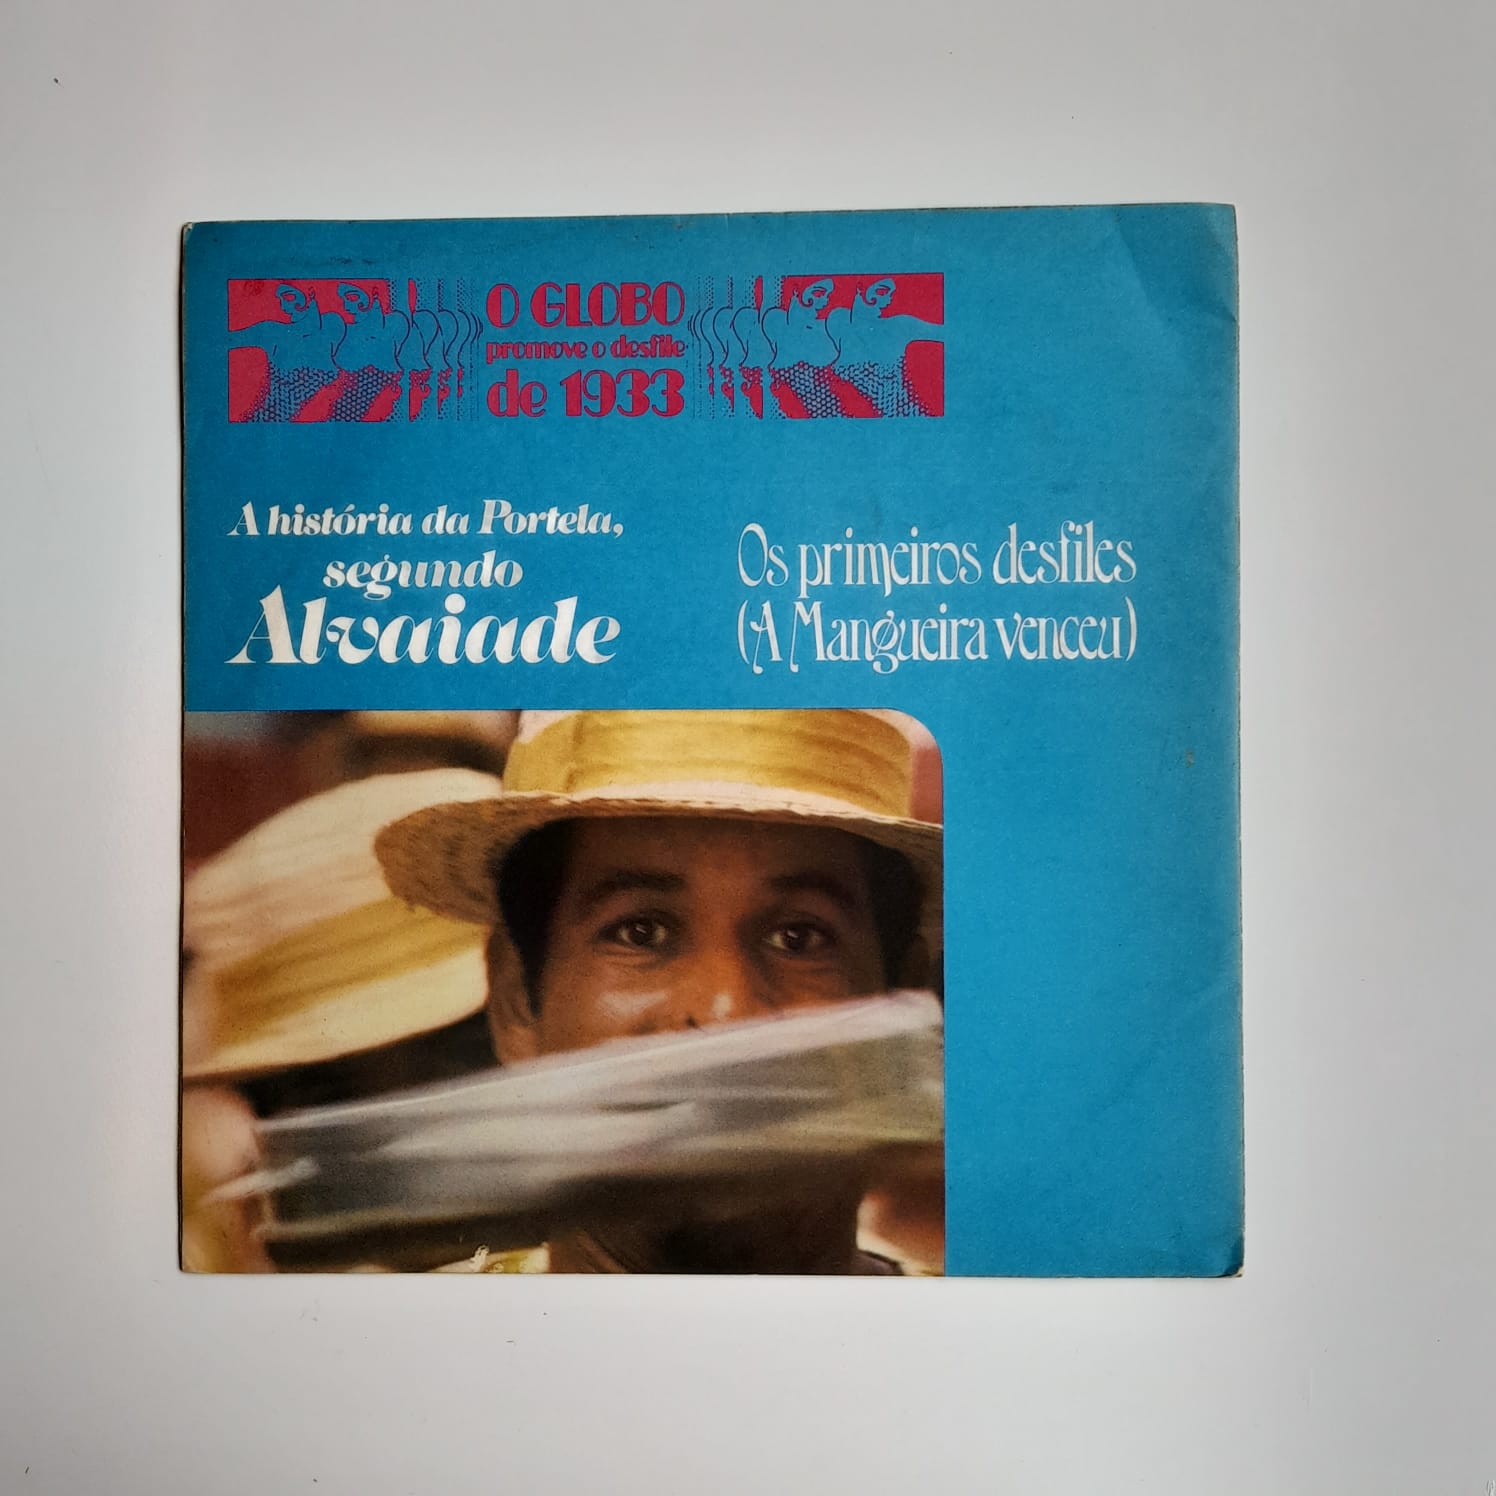 O GLOBO
promove o desfile
de 1933
A história da Portela,
segundo
Alvaiade
Os primeiros desfiles
(A Mangueira venceu)